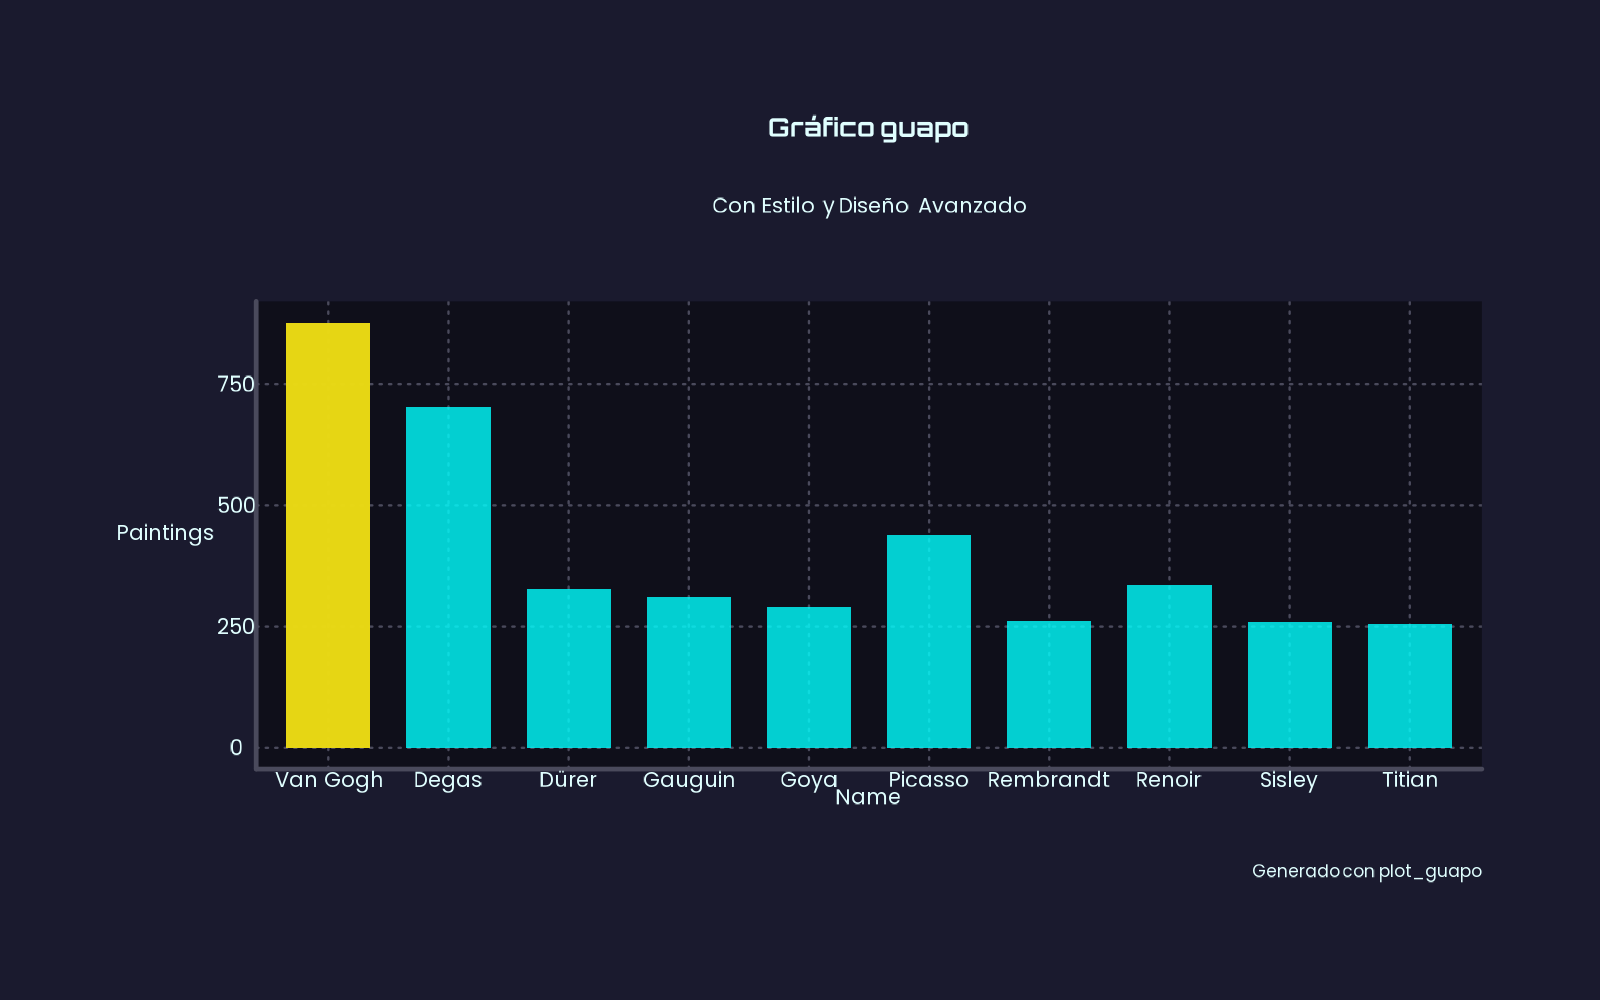 Gráfico guapo
Con Estilo y Diseño Avanzado
750
500
Paintings
250
0
Van Gogh Degas Dürer Gauguin Goya Picasso Rembrandt Renoir Sisley Titian
Name
Generado con plot_guapo